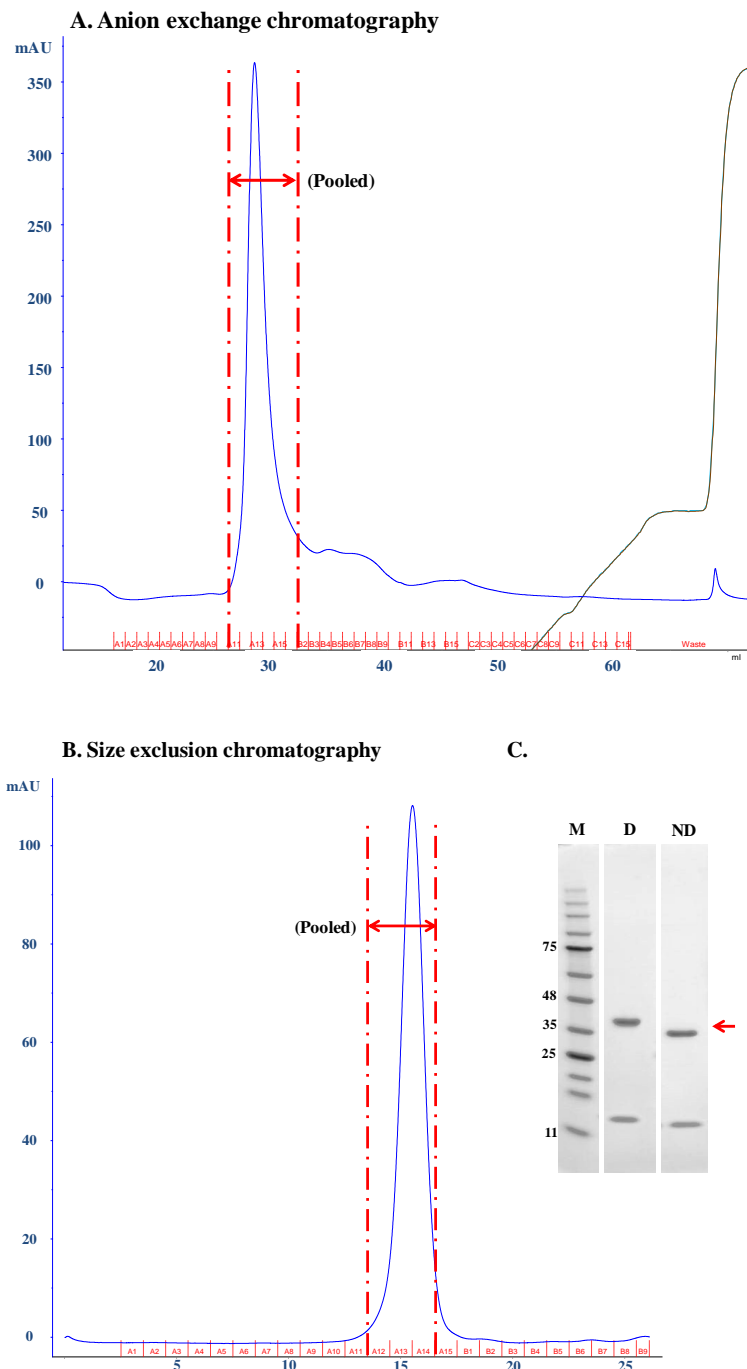 A. Anion exchange chromatography
mAU
350
300
250
200
150
100
50
0
(Pooled)
A1 A2 A3 A4 A5 A6 A7 A8 A9 A11 A13 A15 B2 B3 B4 B5 B6 B7 B8 B9 B11 B13 B15 C2 C3 C4 C5 C6 C7 C8 C9 C11 C13 C15 Waste
ml
20 30 40 50 60
B. Size exclusion chromatography
mAU
100
80
60
40
20
0
(Pooled)
A1 A2 A3 A4 A5 A6 A7 A8 A9 A10 A11 A12 A13 A14 A15 B1 B2 B3 B4 B5 B6 B7 B8 B9
5 10 15 20 25
C.
M D ND
75
48
35
25
11